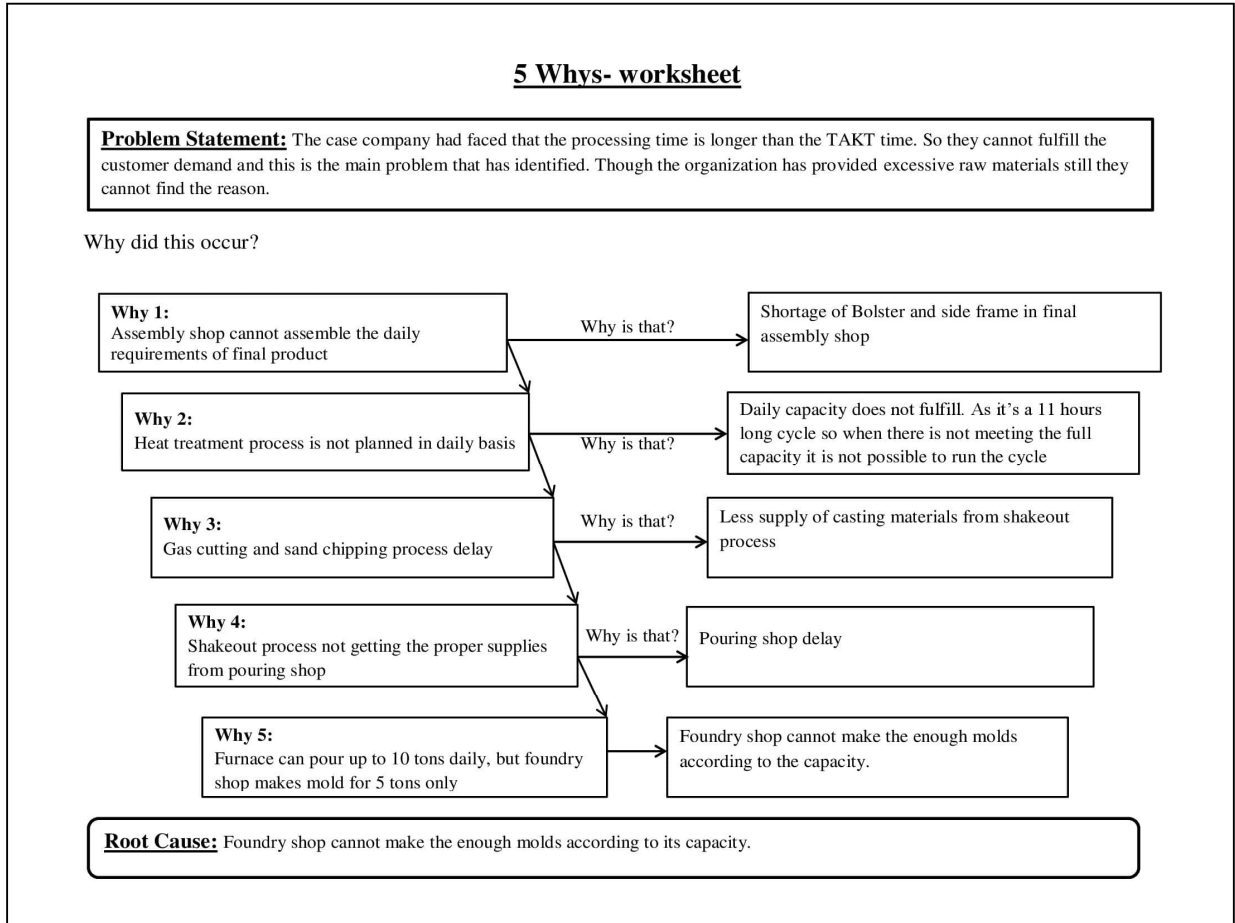 5 Whys- worksheet
Problem Statement: The case company had faced that the processing time is longer than the TAKT time. So they cannot fulfill the
customer demand and this is the main problem that has identified. Though the organization has provided excessive raw materials still they
cannot find the reason.
Why did this occur?
Why 1:
Assembly shop cannot assemble the daily
requirements of final product
Why is that?
Shortage of Bolster and side frame in final
assembly shop
Why 2:
Heat treatment process is not planned in daily basis
Why is that?
Daily capacity does not fulfill. As it’s a 11 hours
long cycle so when there is not meeting the full
capacity it is not possible to run the cycle
Why 3:
Gas cutting and sand chipping process delay
Why is that?
Less supply of casting materials from shakeout
process
Why 4:
Shakeout process not getting the proper supplies
from pouring shop
Why is that?
Pouring shop delay
Why 5:
Furnace can pour up to 10 tons daily, but foundry
shop makes mold for 5 tons only
Foundry shop cannot make the enough molds
according to the capacity.
Root Cause: Foundry shop cannot make the enough molds according to its capacity.